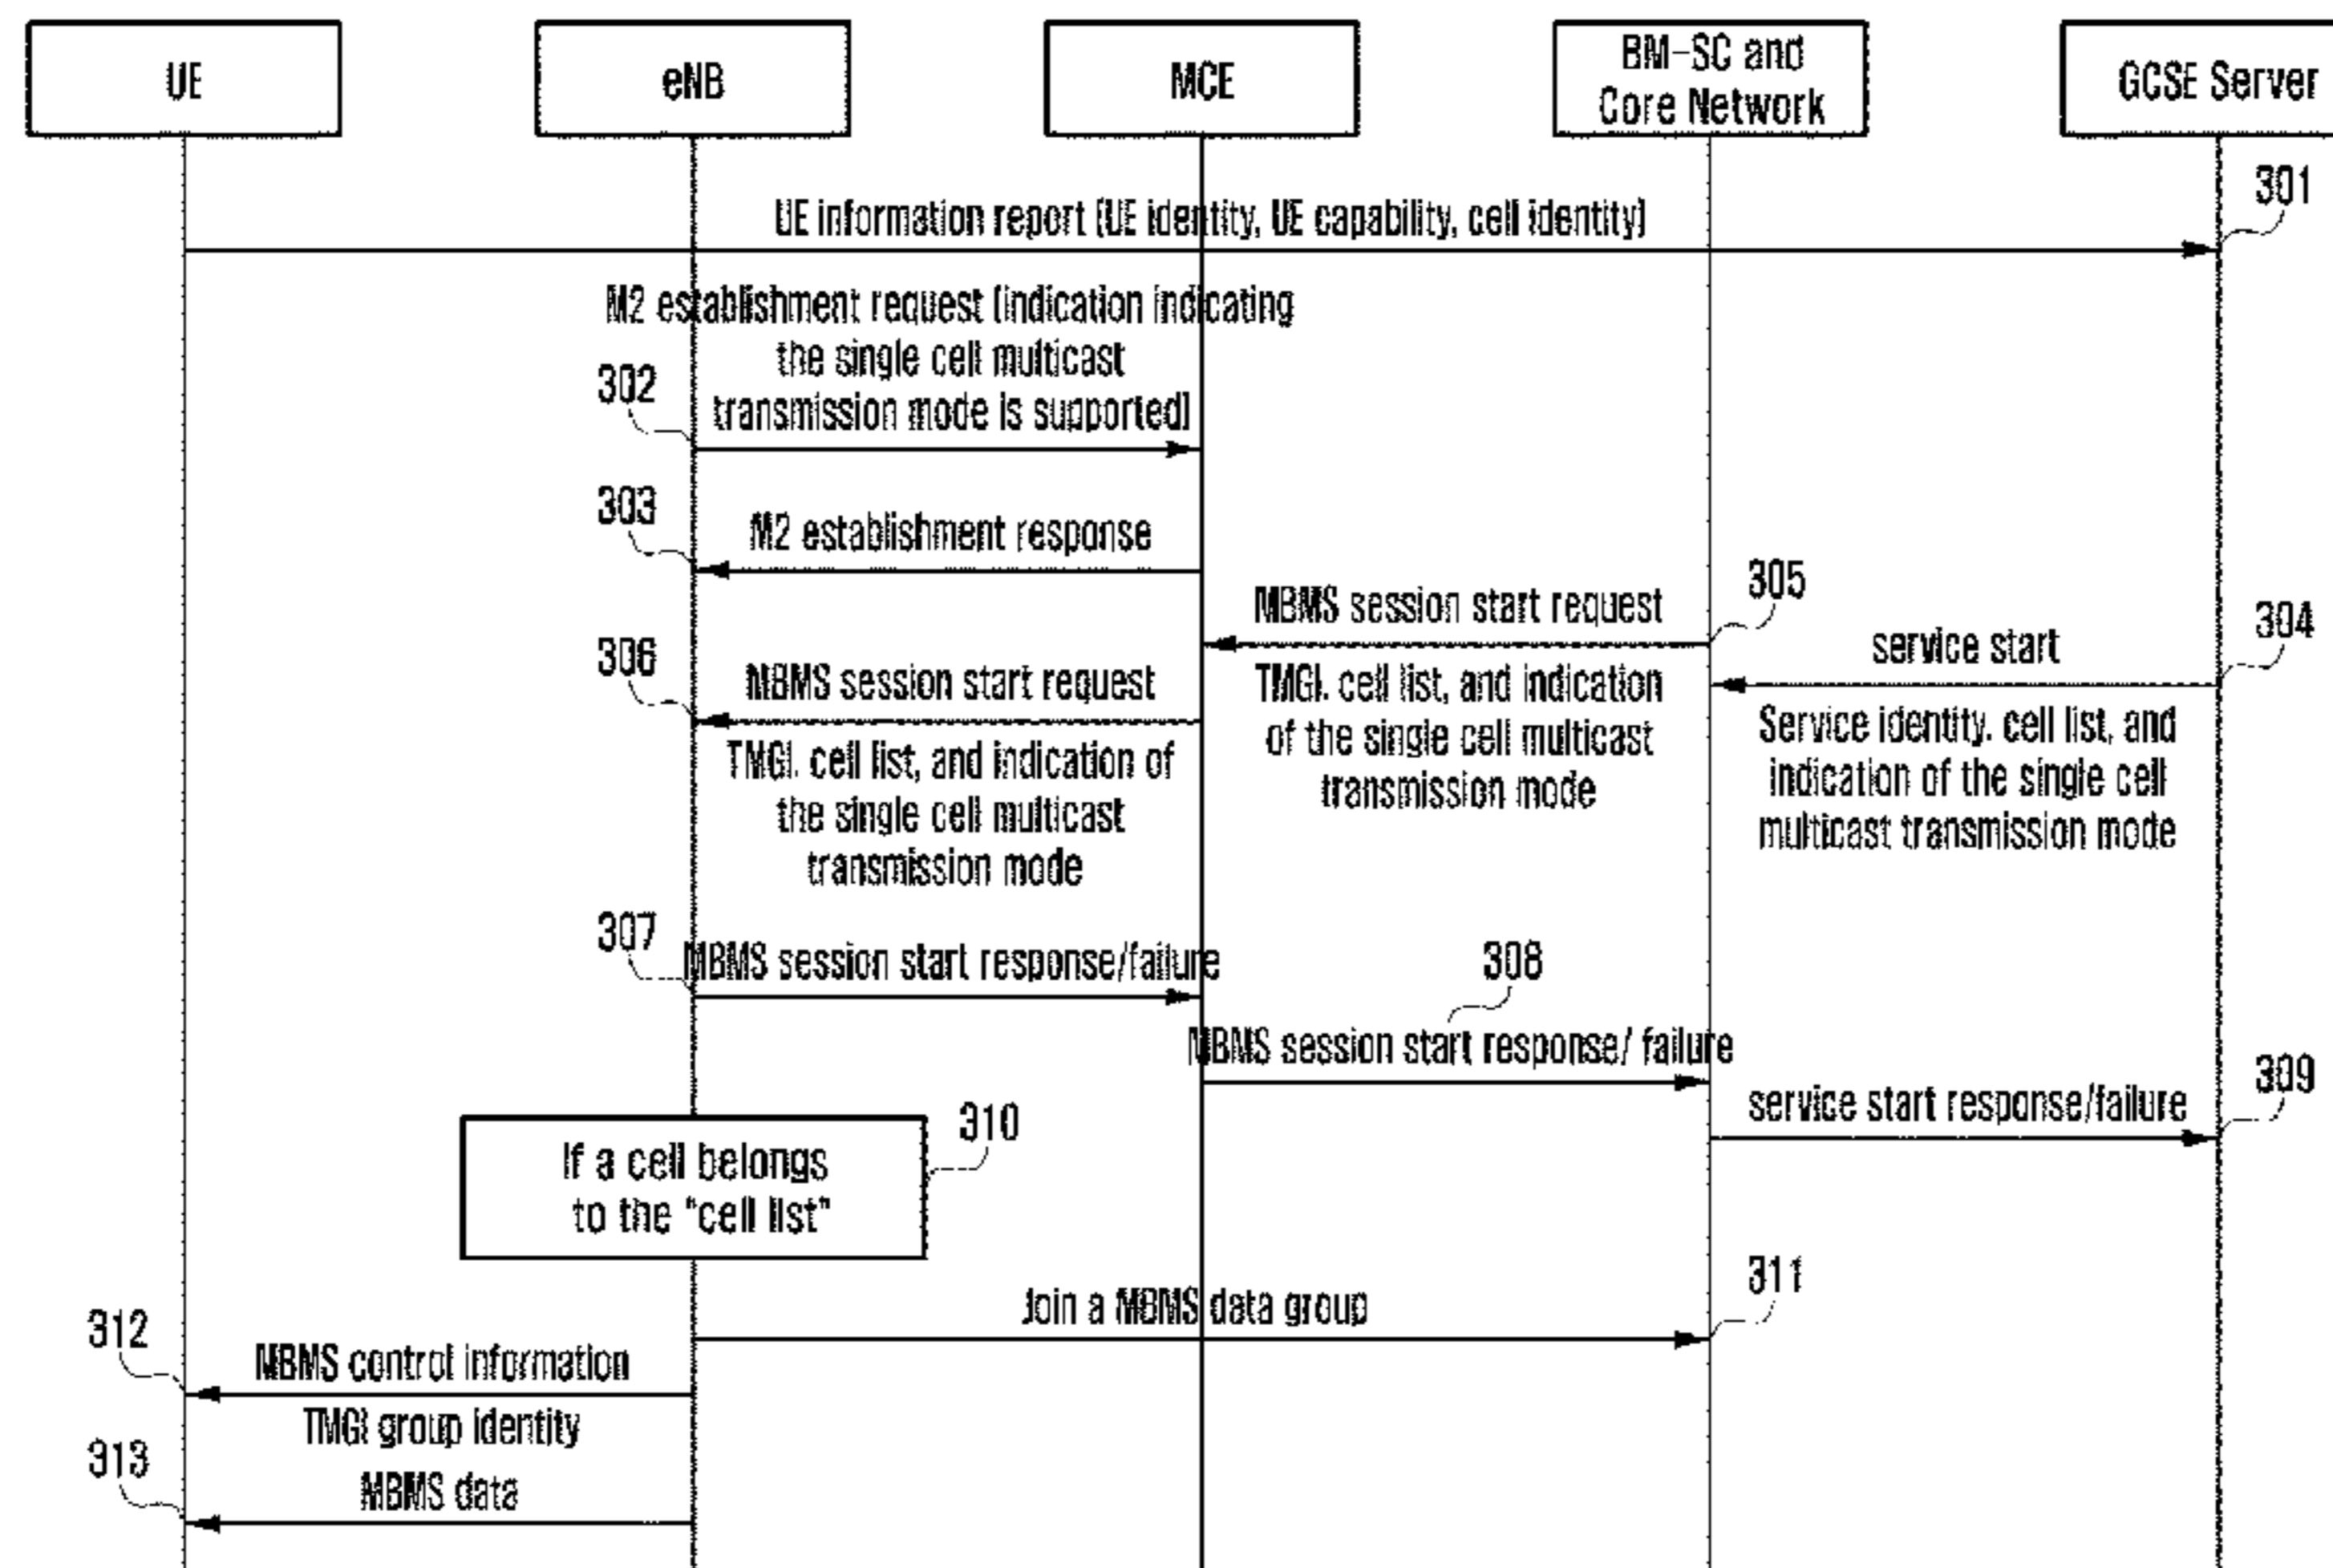 UE
eNB
MCE
BM-SC and
Core Network
GCSE Server
301
UE information report (UE identity, UE capability, cell identity)
M2 establishment request (indication indicating
the single cell multicast
transmission mode is supported)
302
303
M2 establishment response
305
MBMS session start request
304
service start
306
MBMS session start request
TMGI. cell list, and indication
of the single cell multicast
transmission mode
Service identity. cell list, and
indication of the single cell
multicast transmission mode
TMGI. cell list, and indication of
the single cell multicast
transmission mode
307
MBMS session start response/failure
308
MBMS session start response/ failure
309
service start response/failure
310
If a cell belongs
to the "cell list"
311
Join a MBMS data group
312
MBMS control information
TMGI group identity
313
MBMS data